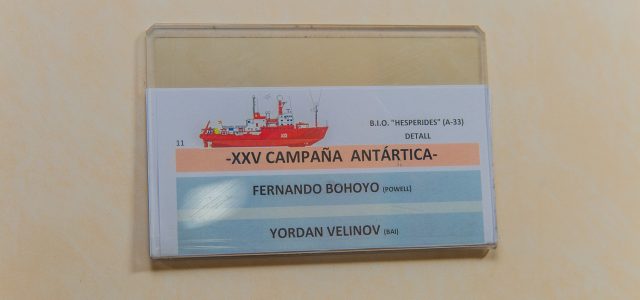 B.I.O. "HESPERIDES" (A-33)
DETALL
11
-XXV CAMPAÑA ANTÁRTICA-
FERNANDO BOHOYO (POWELL)
YORDAN VELINOV (BAI)